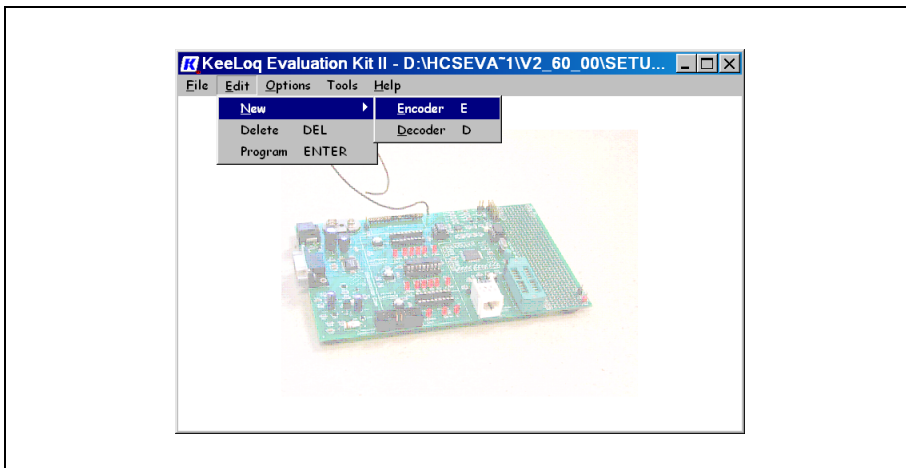 KEELOQ Evaluation Kit II - D:\HCSEVA~1\V2_60_00\SETU...
File Edit Options Tools Help
New Encoder E
Delete DEL Decoder D
Program ENTER